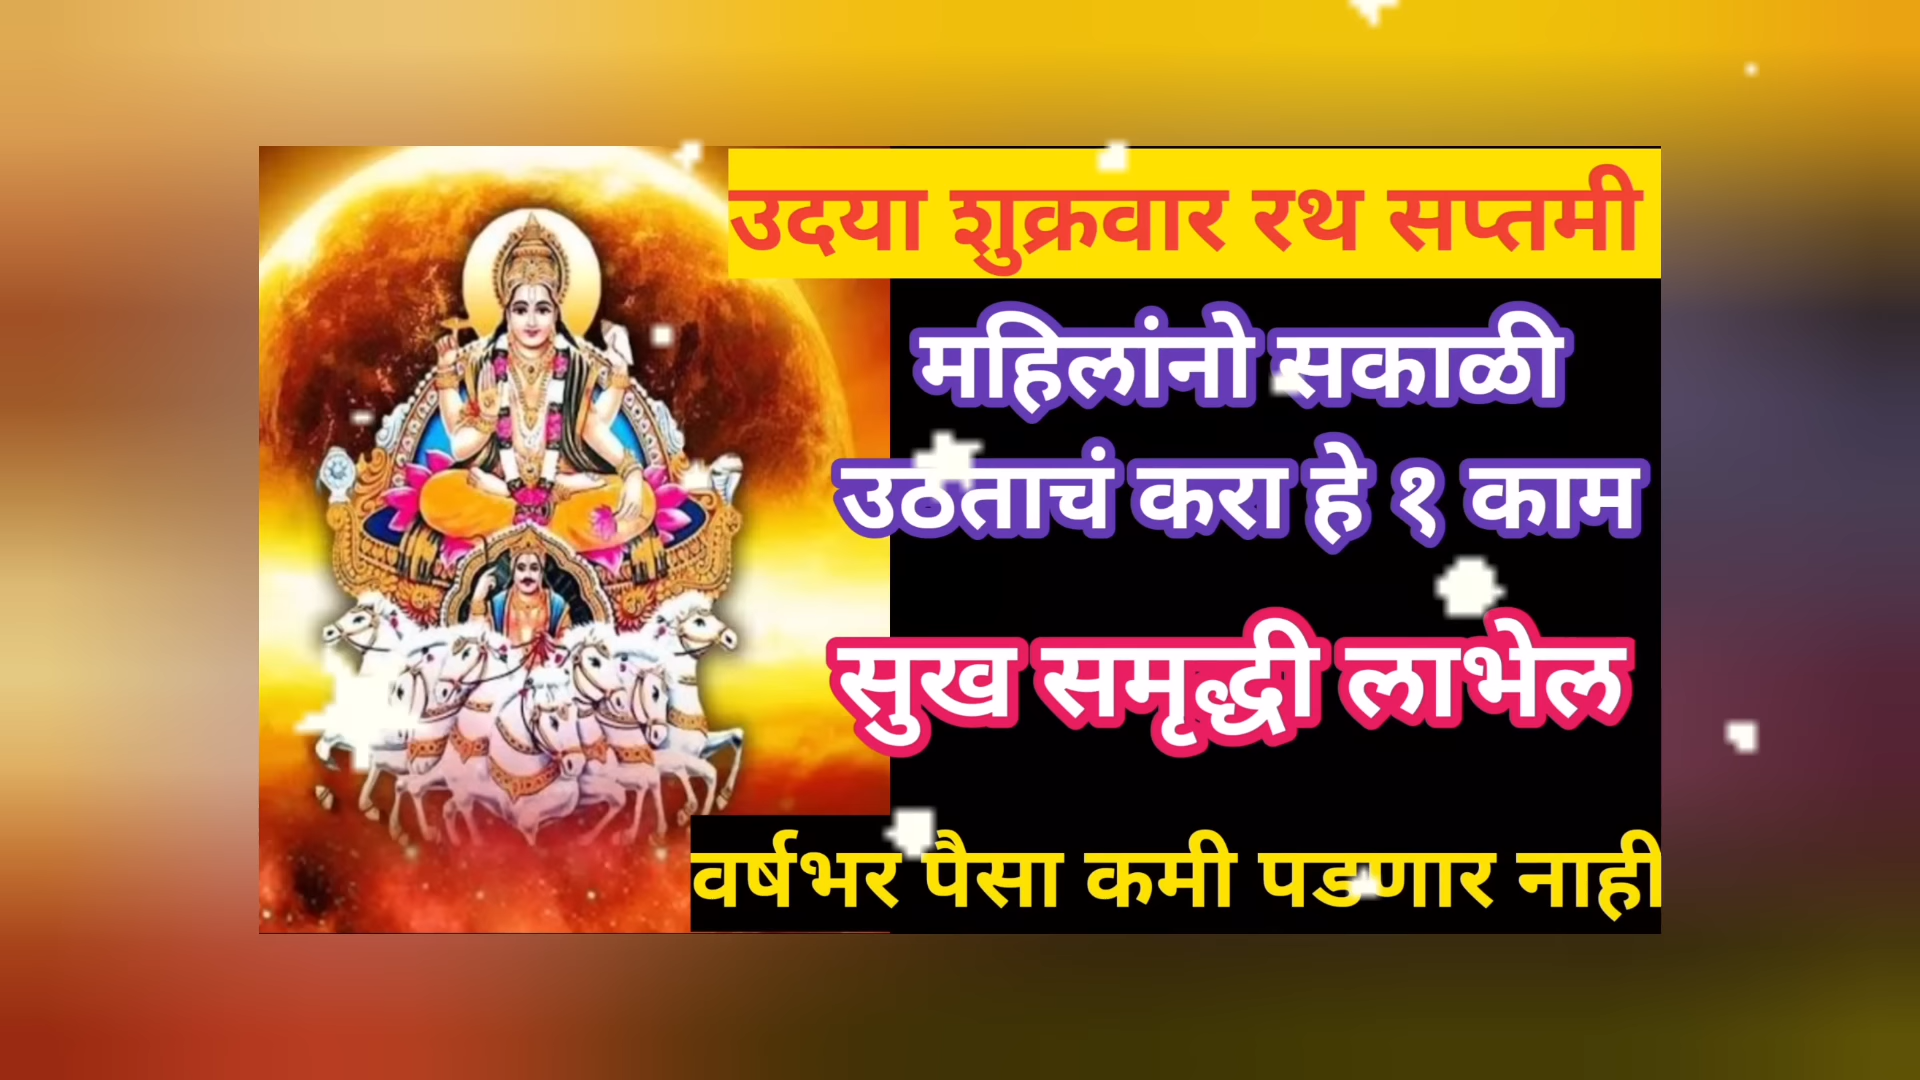 उदया शुक्रवार रथ सप्तमी
महिलांनो सकाळी
उठताचं करा हे १ काम
सुख समृद्धी लाभेल
वर्षभर पैसा कमी पडणार नाही